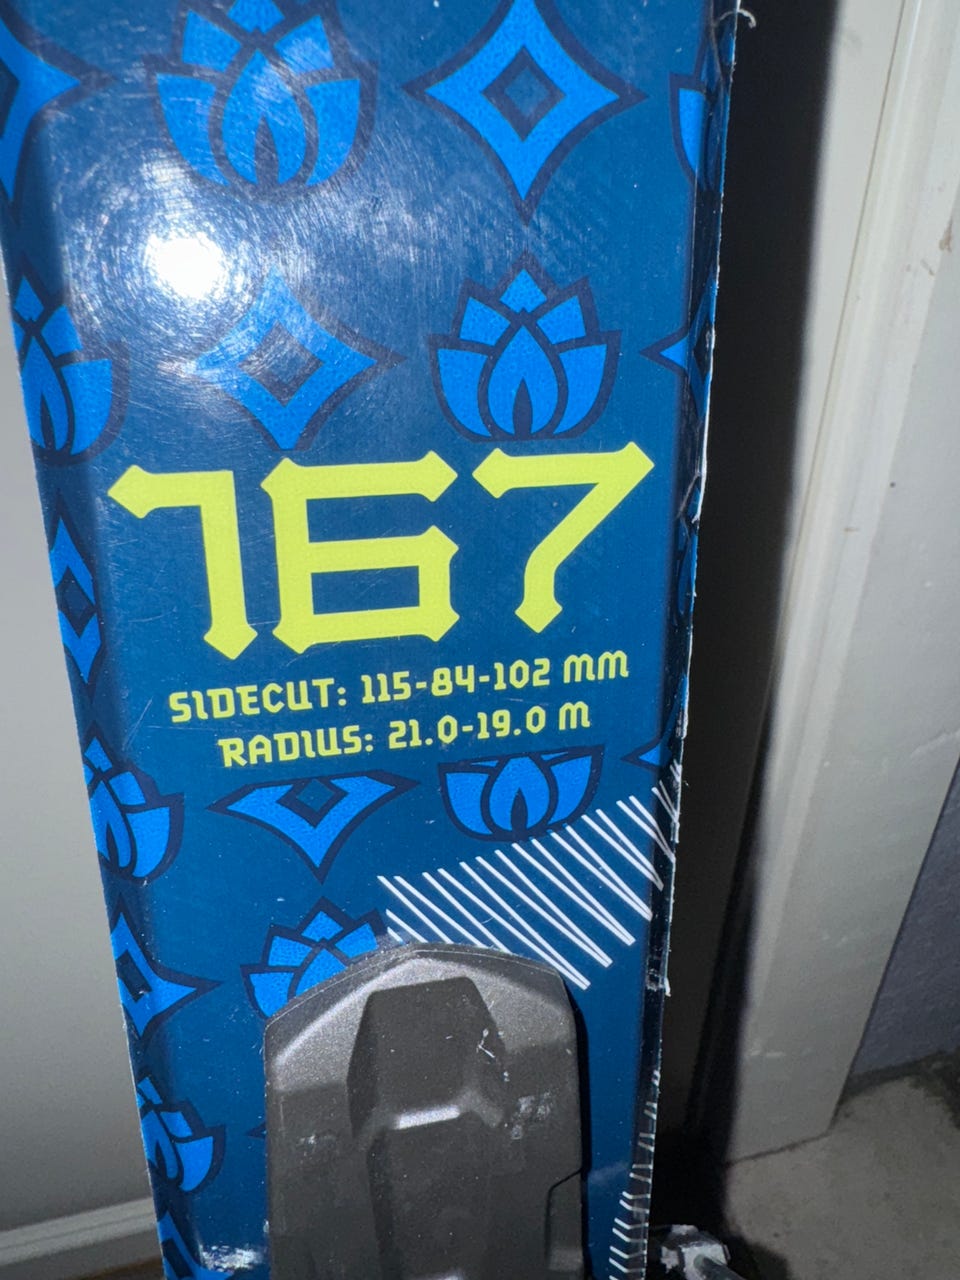 167
SIDECUT: 115-84-102 MM
RADIUS: 21.0-19.0 M